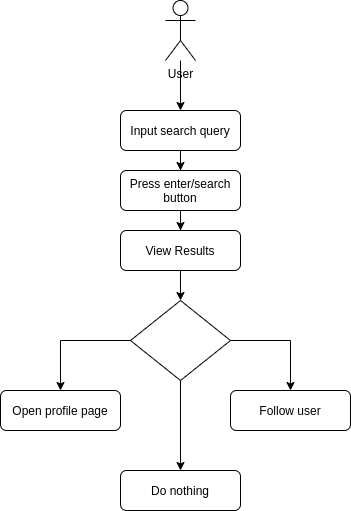 User
Input search query
Press enter/search
button
View Results
Open profile page
Follow user
Do nothing